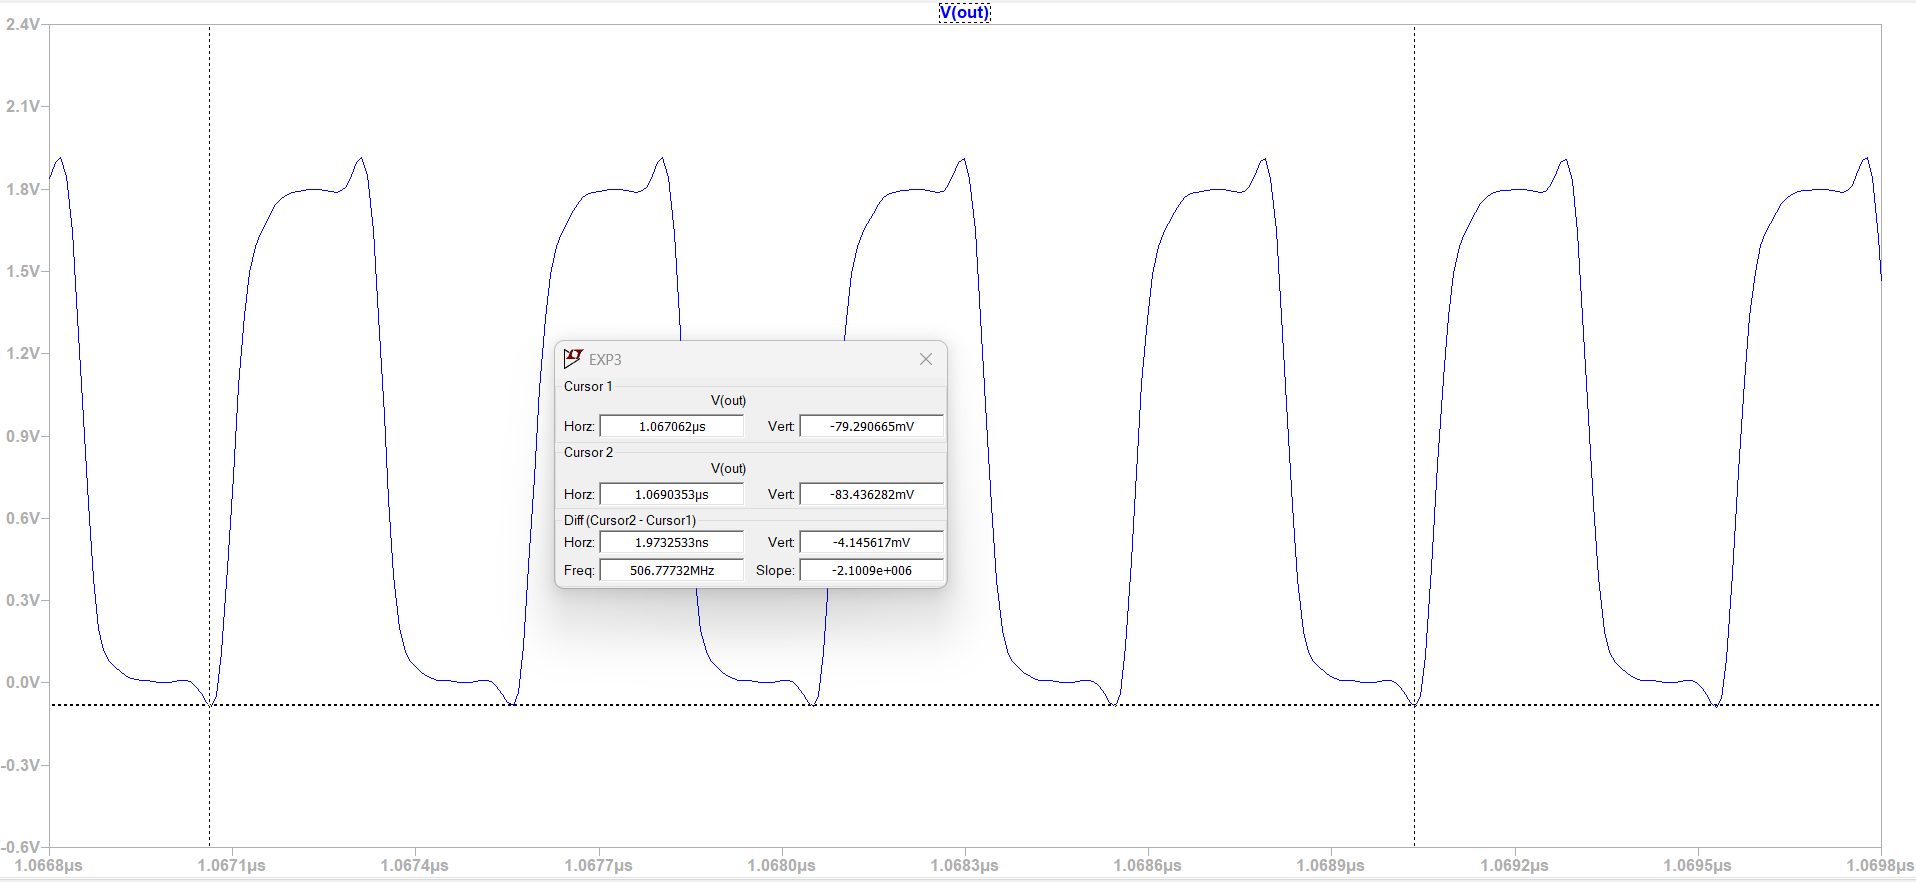 V(out)
2.4V
2.1V
1.8V
1.5V
1.2V
0.9V
0.6V
0.3V
0.0V
-0.3V
-0.6V
EXP3
Cursor 1
V(out)
Horz: 1.067062µs Vert: -79.290665mV
Cursor 2
V(out)
Horz: 1.0690353µs Vert: -83.436282mV
Diff (Cursor2 - Cursor1)
Horz: 1.9732533ns Vert: -4.145617mV
Freq: 506.77732MHz Slope: -2.1009e+006
1.0668µs 1.0671µs 1.0674µs 1.0677µs 1.0680µs 1.0683µs 1.0686µs 1.0689µs 1.0692µs 1.0695µs 1.0698µs